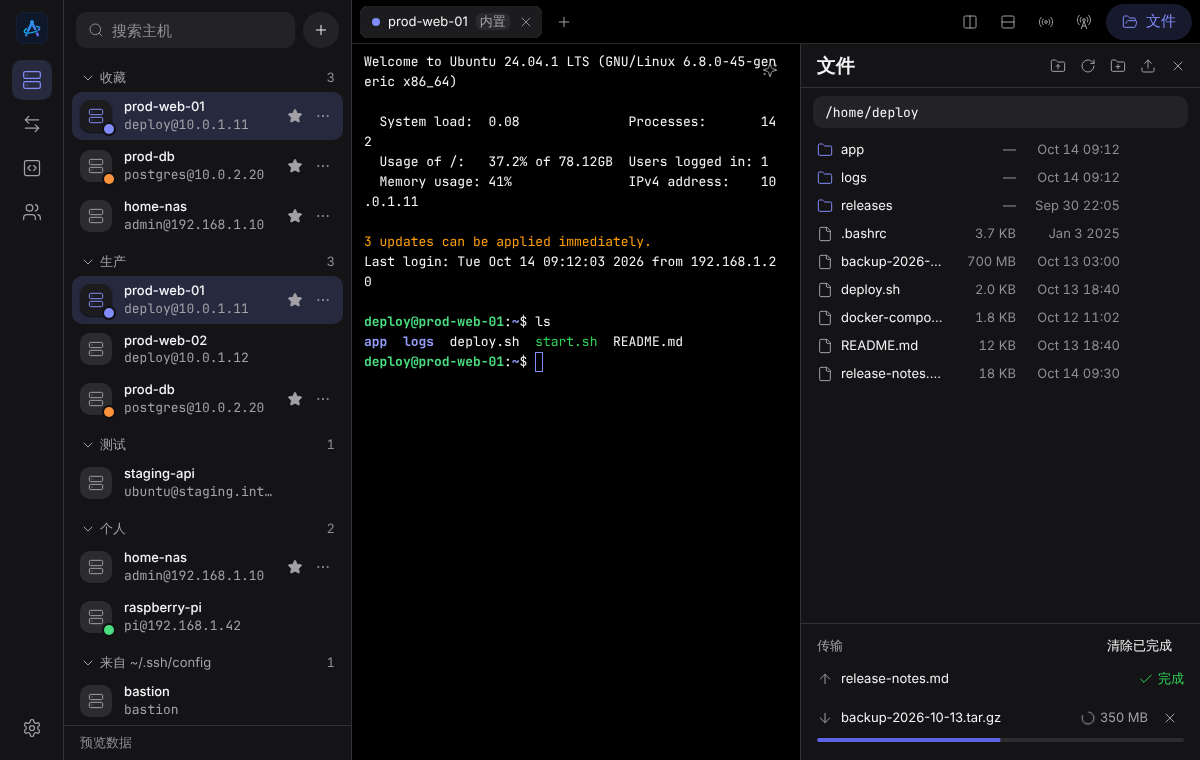 搜索主机
收藏 3
prod-web-01
deploy@10.0.1.11
prod-db
postgres@10.0.2.20
home-nas
admin@192.168.1.10
生产 3
prod-web-01
deploy@10.0.1.11
prod-web-02
deploy@10.0.1.12
prod-db
postgres@10.0.2.20
测试 1
staging-api
ubuntu@staging.int…
个人 2
home-nas
admin@192.168.1.10
raspberry-pi
pi@192.168.1.42
来自 ~/.ssh/config 1
bastion
bastion
预览数据
prod-web-01 内置
文件
Welcome to Ubuntu 24.04.1 LTS (GNU/Linux 6.8.0-45-gen
eric x86_64)
System load: 0.08 Processes: 14
2
Usage of /: 37.2% of 78.12GB Users logged in: 1
Memory usage: 41% IPv4 address: 10
.0.1.11
3 updates can be applied immediately.
Last login: Tue Oct 14 09:12:03 2026 from 192.168.1.2
0
deploy@prod-web-01:~$ ls
app logs deploy.sh start.sh README.md
deploy@prod-web-01:~$
文件
/home/deploy
app — Oct 14 09:12
logs — Oct 14 09:12
releases — Sep 30 22:05
.bashrc 3.7 KB Jan 3 2025
backup-2026-... 700 MB Oct 13 03:00
deploy.sh 2.0 KB Oct 13 18:40
docker-compo... 1.8 KB Oct 12 11:02
README.md 12 KB Oct 13 18:40
release-notes.... 18 KB Oct 14 09:30
传输 清除已完成
release-notes.md 完成
backup-2026-10-13.tar.gz 350 MB